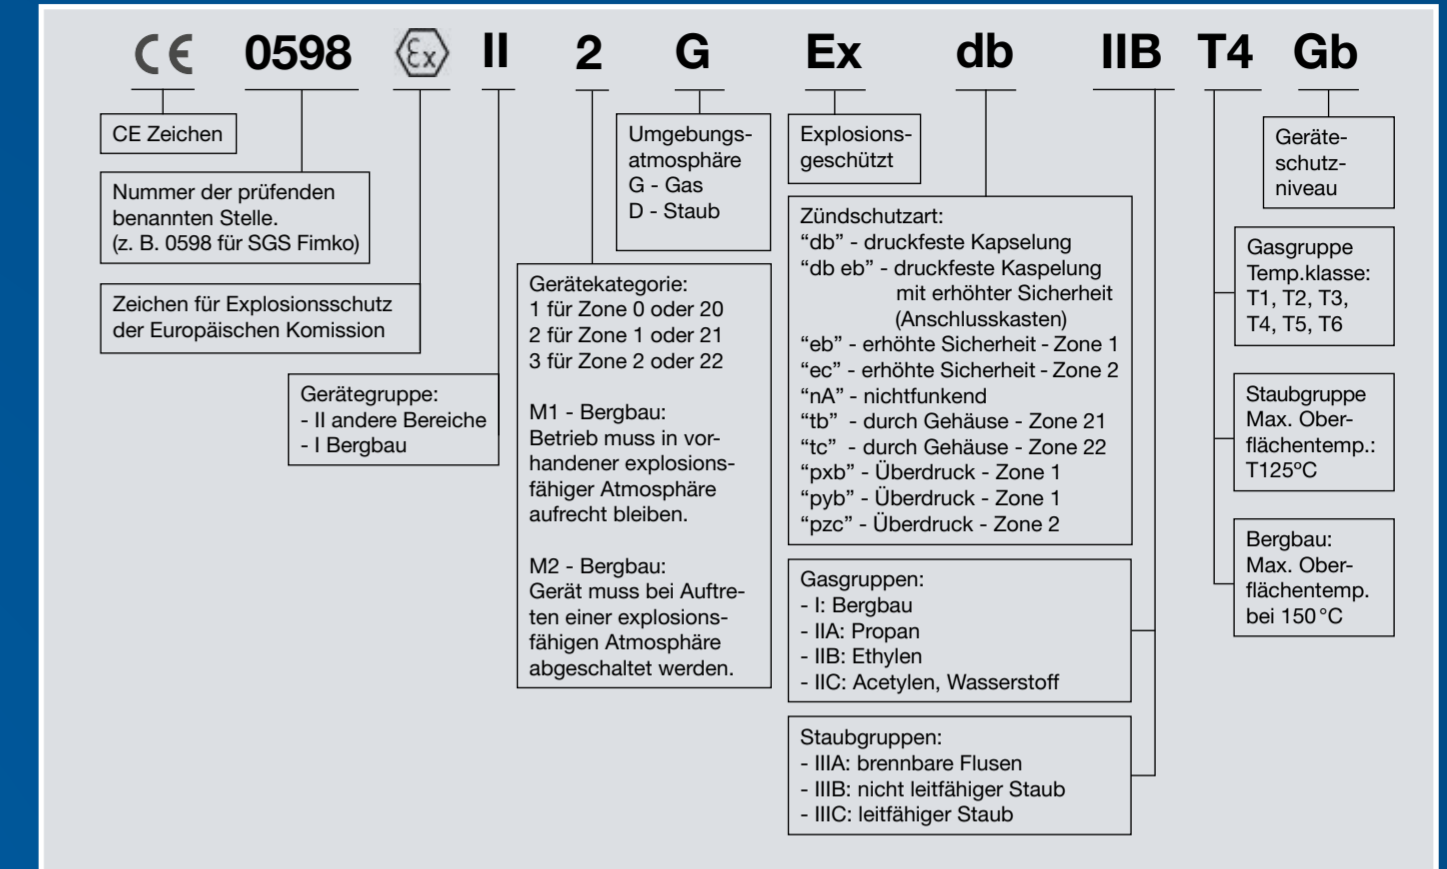 CE 0598 Ex II 2 G Ex db IIB T4 Gb
CE Zeichen
Nummer der prüfenden
benannten Stelle.
(z. B. 0598 für SGS Fimko)
Zeichen für Explosionsschutz
der Europäischen Komission
Gerätegruppe:
- II andere Bereiche
- I Bergbau
Gerätekategorie:
1 für Zone 0 oder 20
2 für Zone 1 oder 21
3 für Zone 2 oder 22
M1 - Bergbau:
Betrieb muss in vor-
handener explosions-
fähiger Atmosphäre
aufrecht bleiben.
M2 - Bergbau:
Gerät muss bei Auftre-
ten einer explosions-
fähigen Atmosphäre
abgeschaltet werden.
Umgebungs-
atmosphäre
G - Gas
D - Staub
Explosions-
geschützt
Zündschutzart:
“db” - druckfeste Kapselung
“db eb” - druckfeste Kaspelung
mit erhöhter Sicherheit
(Anschlusskasten)
“eb” - erhöhte Sicherheit - Zone 1
“ec” - erhöhte Sicherheit - Zone 2
“nA” - nichtfunkend
“tb” - durch Gehäuse - Zone 21
“tc” - durch Gehäuse - Zone 22
“pxb” - Überdruck - Zone 1
“pyb” - Überdruck - Zone 1
“pzc” - Überdruck - Zone 2
Gasgruppen:
- I: Bergbau
- IIA: Propan
- IIB: Ethylen
- IIC: Acetylen, Wasserstoff
Staubgruppen:
- IIIA: brennbare Flusen
- IIIB: nicht leitfähiger Staub
- IIIC: leitfähiger Staub
Geräte-
schutz-
niveau
Gasgruppe
Temp.klasse:
T1, T2, T3,
T4, T5, T6
Staubgruppe
Max. Ober-
flächentemp.:
T125ºC
Bergbau:
Max. Ober-
flächentemp.
bei 150 °C